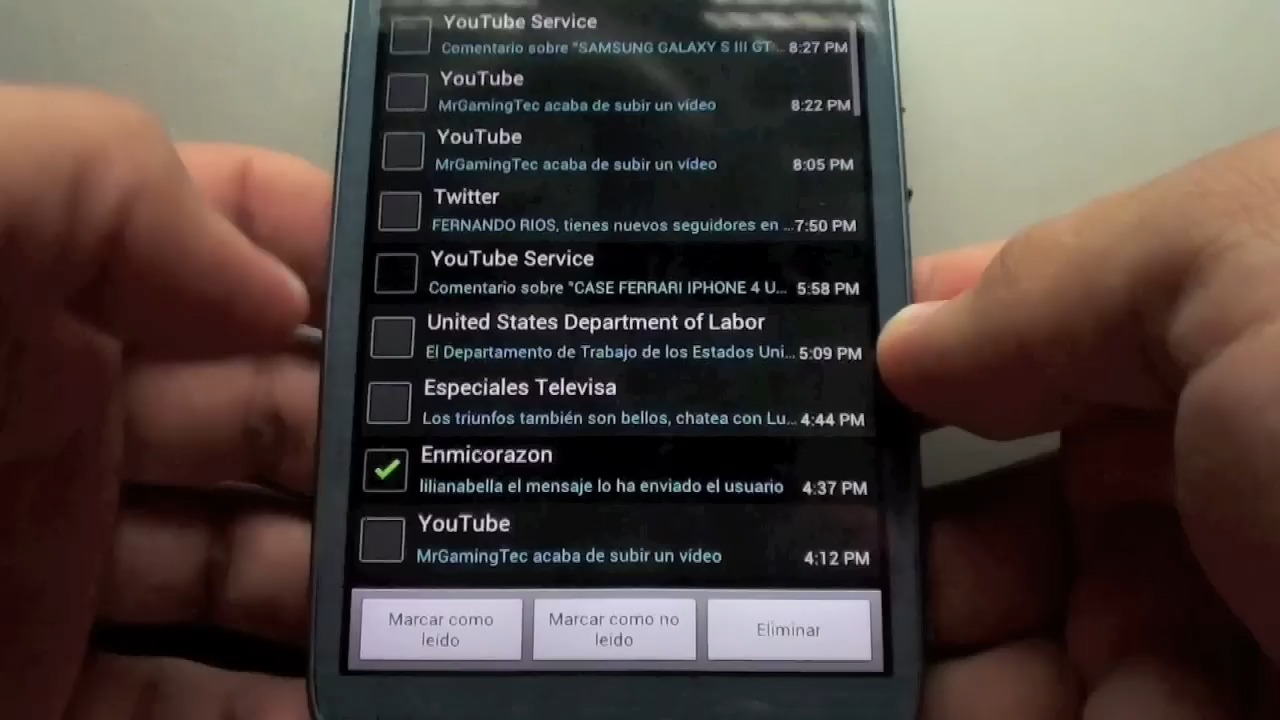 YouTube Service
Comentario sobre "SAMSUNG GALAXY S III GT... 8:27 PM
YouTube
MrGamingTec acaba de subir un vídeo 8:22 PM
YouTube
MrGamingTec acaba de subir un vídeo 8:05 PM
Twitter
FERNANDO RIOS, tienes nuevos seguidores en ... 7:50 PM
YouTube Service
Comentario sobre "CASE FERRARI IPHONE 4 U... 5:58 PM
United States Department of Labor
El Departamento de Trabajo de los Estados Uni... 5:09 PM
Especiales Televisa
Los triunfos también son bellos, chatea con Lu... 4:44 PM
Enmicorazon
lilianabella el mensaje lo ha enviado el usuario 4:37 PM
YouTube
MrGamingTec acaba de subir un vídeo 4:12 PM
Marcar como
leído
Marcar como no
leído
Eliminar